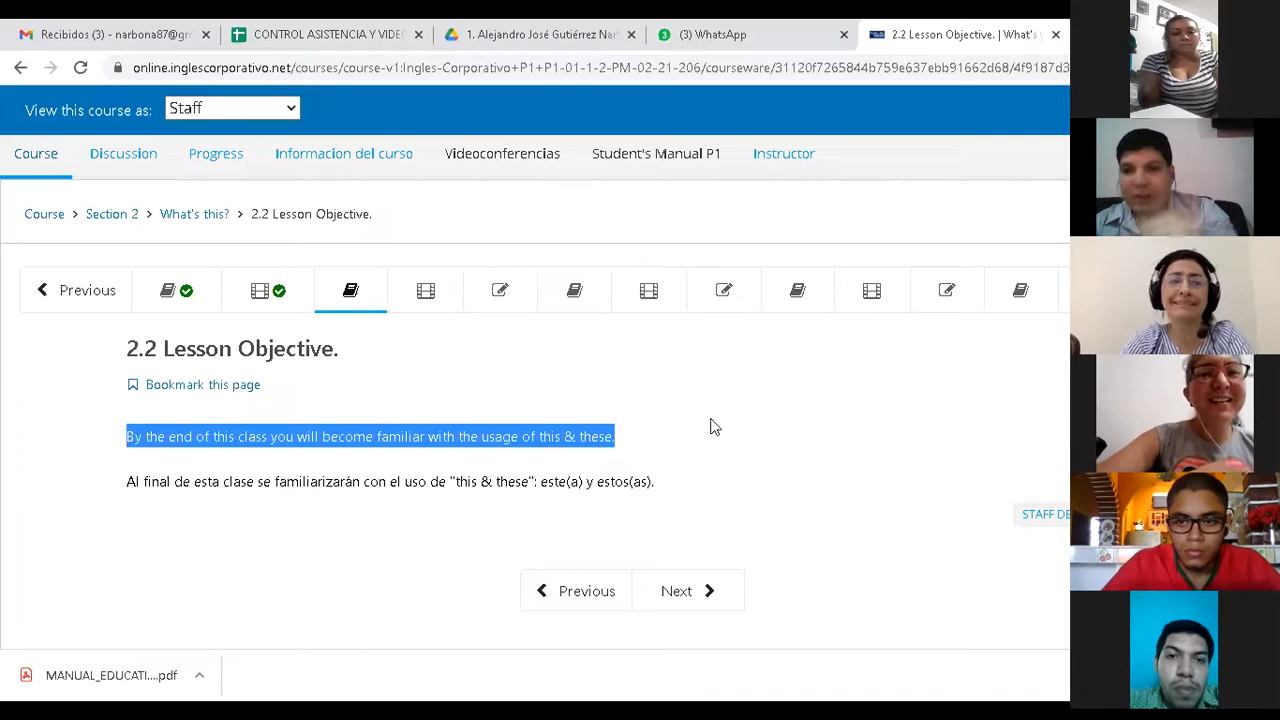 Recibidos (3) - narbona87@gm
CONTROL ASISTENCIA Y VIDEO
1. Alejandro José Gutiérrez Nar
(3) WhatsApp
2.2 Lesson Objective. | What's y
online.inglescorporativo.net/courses/course-v1:Ingles-Corporativo+P1+P1-01-1-2-PM-02-21-206/courseware/31120f7265844b759e637ebb91662d68/4f9187d3
View this course as:
Staff
Course
Discussion
Progress
Informacion del curso
Videoconferencias
Student's Manual P1
Instructor
Course > Section 2 > What's this? > 2.2 Lesson Objective.
Previous
2.2 Lesson Objective.
Bookmark this page
By the end of this class you will become familiar with the usage of this & these.
Al final de esta clase se familiarizarán con el uso de "this & these": este(a) y estos(as).
STAFF DE
Previous
Next
MANUAL_EDUCATI....pdf